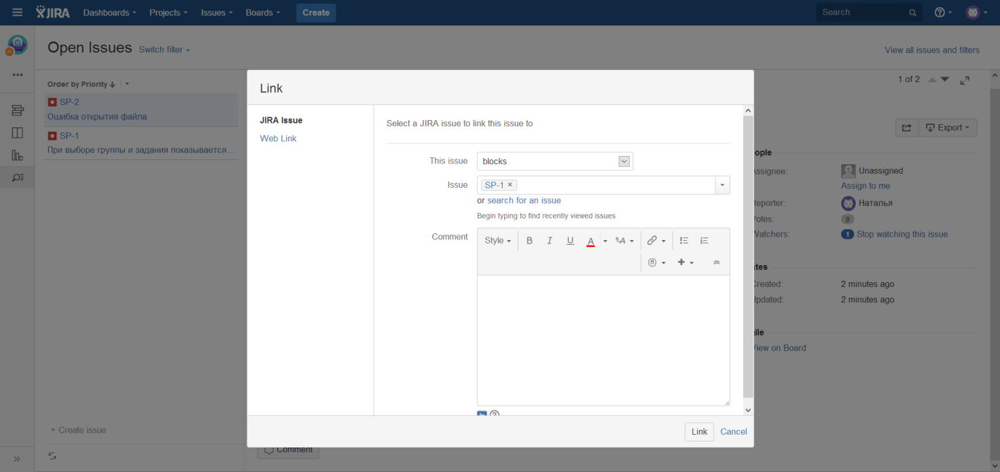 JIRA Dashboards Projects Issues Boards Create Search
Open Issues Switch filter
View all issues and filters
Order by Priority
SP-2
Ошибка открытия файла
SP-1
При выборе группы и задания показывается...
+ Create issue
Link
JIRA Issue
Web Link
Select a JIRA issue to link this issue to
This issue blocks
Issue SP-1 ×
or search for an issue
Begin typing to find recently viewed issues
Comment
Style B I U A
Link Cancel
Comment
1 of 2
Export
ople
Assignee: Unassigned
Assign to me
Reporter: Наталья
Votes: 0
Watchers: 1 Stop watching this issue
tes
Created: 2 minutes ago
Updated: 2 minutes ago
ile
View on Board